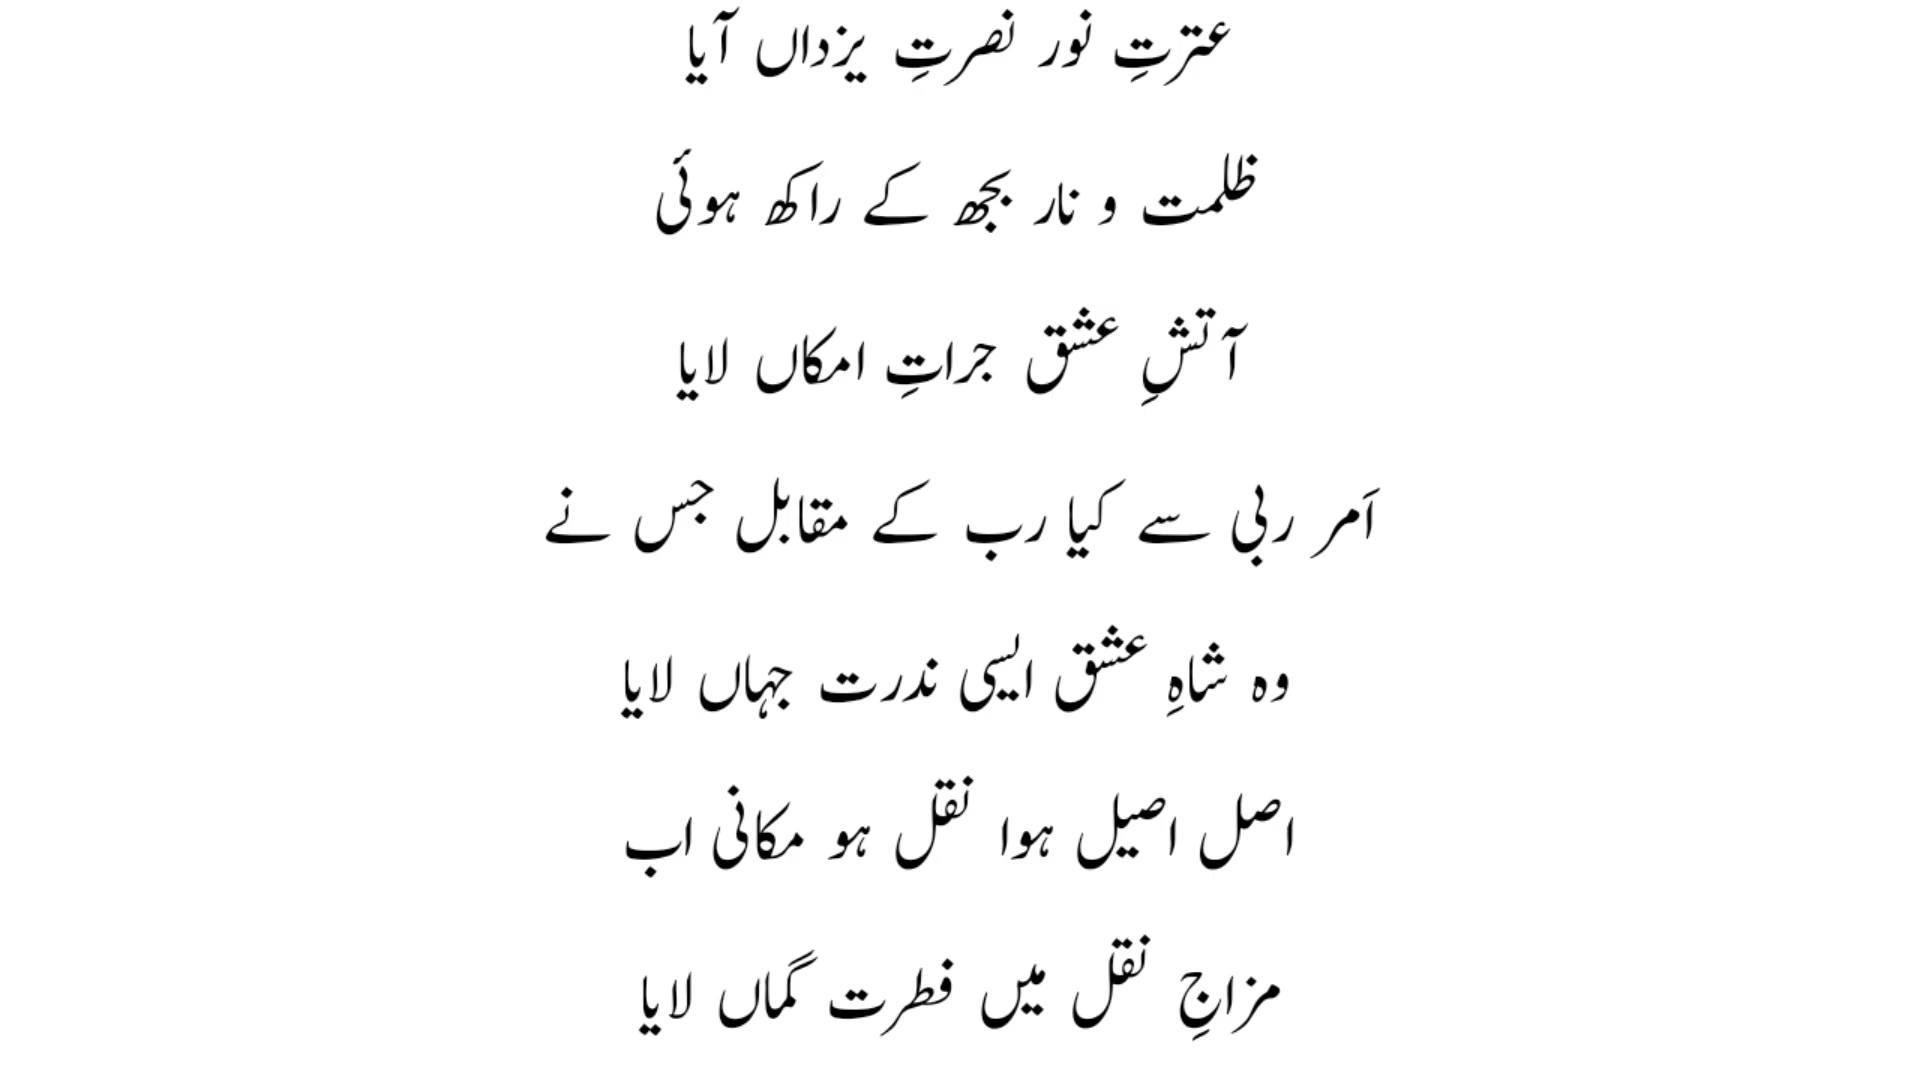 عترتِ نور نصرتِ یزداں آیا
ظلمت و نار بجھ کے راکھ ہوئی
آتشِ عشق جراتِ امکاں لایا
اَمر ربی سے کیا رب کے مقابل جس نے
وہ شاہِ عشق ایسی ندرت جہاں لایا
اصل اصیل ہوا نقل ہو مکانی اب
مزاجِ نقل میں فطرت گماں لایا